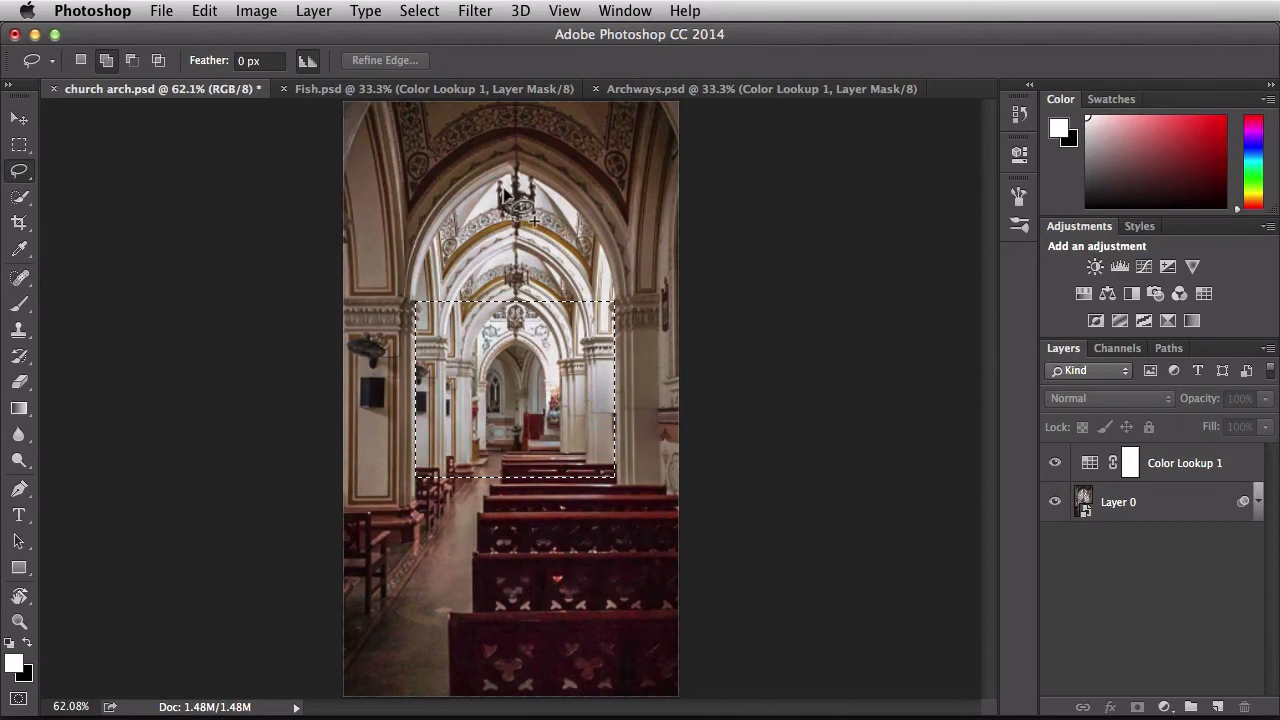 Photoshop File Edit Image Layer Type Select Filter 3D View Window Help
Adobe Photoshop CC 2014
Feather: 0 px Refine Edge...
church arch.psd @ 62.1% (RGB/8) * Fish.psd @ 33.3% (Color Lookup 1, Layer Mask/8) Archways.psd @ 33.3% (Color Lookup 1, Layer Mask/8)
Color Swatches
Adjustments Styles
Add an adjustment
Layers Channels Paths
Kind
Normal Opacity: 100%
Lock: Fill: 100%
Color Lookup 1
Layer 0
62.08% Doc: 1.48M/1.48M